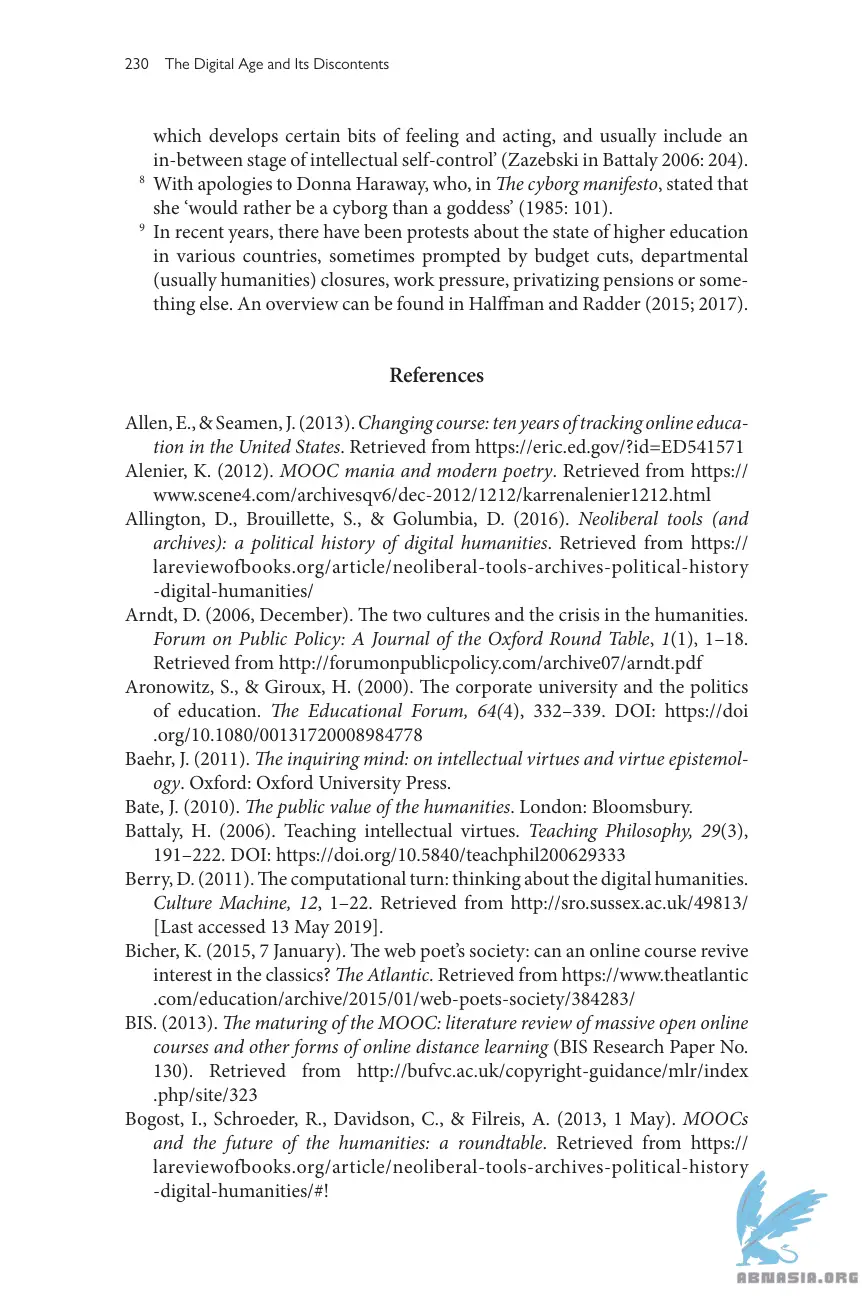 230 The Digital Age and Its Discontents
which develops certain bits of feeling and acting, and usually include an
in-between stage of intellectual self-control’ (Zazebski in Battaly 2006: 204).
8 With apologies to Donna Haraway, who, in The cyborg manifesto, stated that
she ‘would rather be a cyborg than a goddess’ (1985: 101).
9 In recent years, there have been protests about the state of higher education
in various countries, sometimes prompted by budget cuts, departmental
(usually humanities) closures, work pressure, privatizing pensions or some-
thing else. An overview can be found in Halffman and Radder (2015; 2017).
References
Allen, E., & Seamen, J. (2013). Changing course: ten years of tracking online educa-
tion in the United States. Retrieved from https://eric.ed.gov/?id=ED541571
Alenier, K. (2012). MOOC mania and modern poetry. Retrieved from https://
www.scene4.com/archivesqv6/dec-2012/1212/karrenalenier1212.html
Allington, D., Brouillette, S., & Golumbia, D. (2016). Neoliberal tools (and
archives): a political history of digital humanities. Retrieved from https://
lareviewofbooks.org/article/neoliberal-tools-archives-political-history
-digital-humanities/
Arndt, D. (2006, December). The two cultures and the crisis in the humanities.
Forum on Public Policy: A Journal of the Oxford Round Table, 1(1), 1–18.
Retrieved from http://forumonpublicpolicy.com/archive07/arndt.pdf
Aronowitz, S., & Giroux, H. (2000). The corporate university and the politics
of education. The Educational Forum, 64(4), 332–339. DOI: https://doi
.org/10.1080/00131720008984778
Baehr, J. (2011). The inquiring mind: on intellectual virtues and virtue epistemol-
ogy. Oxford: Oxford University Press.
Bate, J. (2010). The public value of the humanities. London: Bloomsbury.
Battaly, H. (2006). Teaching intellectual virtues. Teaching Philosophy, 29(3),
191–222. DOI: https://doi.org/10.5840/teachphil200629333
Berry, D. (2011). The computational turn: thinking about the digital humanities.
Culture Machine, 12, 1–22. Retrieved from http://sro.sussex.ac.uk/49813/
[Last accessed 13 May 2019].
Bicher, K. (2015, 7 January). The web poet’s society: can an online course revive
interest in the classics? The Atlantic. Retrieved from https://www.theatlantic
.com/education/archive/2015/01/web-poets-society/384283/
BIS. (2013). The maturing of the MOOC: literature review of massive open online
courses and other forms of online distance learning (BIS Research Paper No.
130). Retrieved from http://bufvc.ac.uk/copyright-guidance/mlr/index
.php/site/323
Bogost, I., Schroeder, R., Davidson, C., & Filreis, A. (2013, 1 May). MOOCs
and the future of the humanities: a roundtable. Retrieved from https://
lareviewofbooks.org/article/neoliberal-tools-archives-political-history
-digital-humanities/#!
ABNASIA.ORG